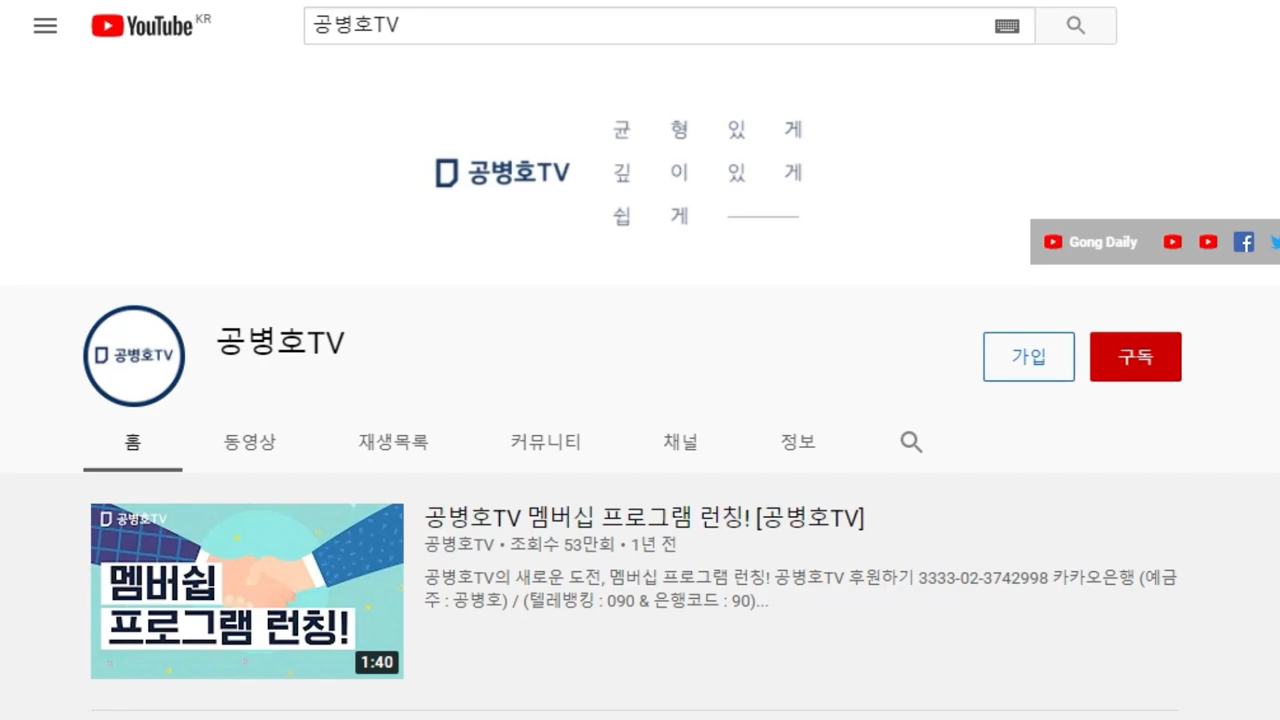 YouTube KR
공병호TV
균 형 있 게
공병호TV
깊 이 있 게
쉽 게
Gong Daily
공병호TV
공병호TV
가입
구독
홈 동영상 재생목록 커뮤니티 채널 정보
공병호TV
멤버쉽
프로그램 런칭!
1:40
공병호TV 멤버십 프로그램 런칭! [공병호TV]
공병호TV • 조회수 53만회 • 1년 전
공병호TV의 새로운 도전, 멤버십 프로그램 런칭! 공병호TV 후원하기 3333-02-3742998 카카오은행 (예금
주 : 공병호) / (텔레뱅킹 : 090 & 은행코드 : 90)...